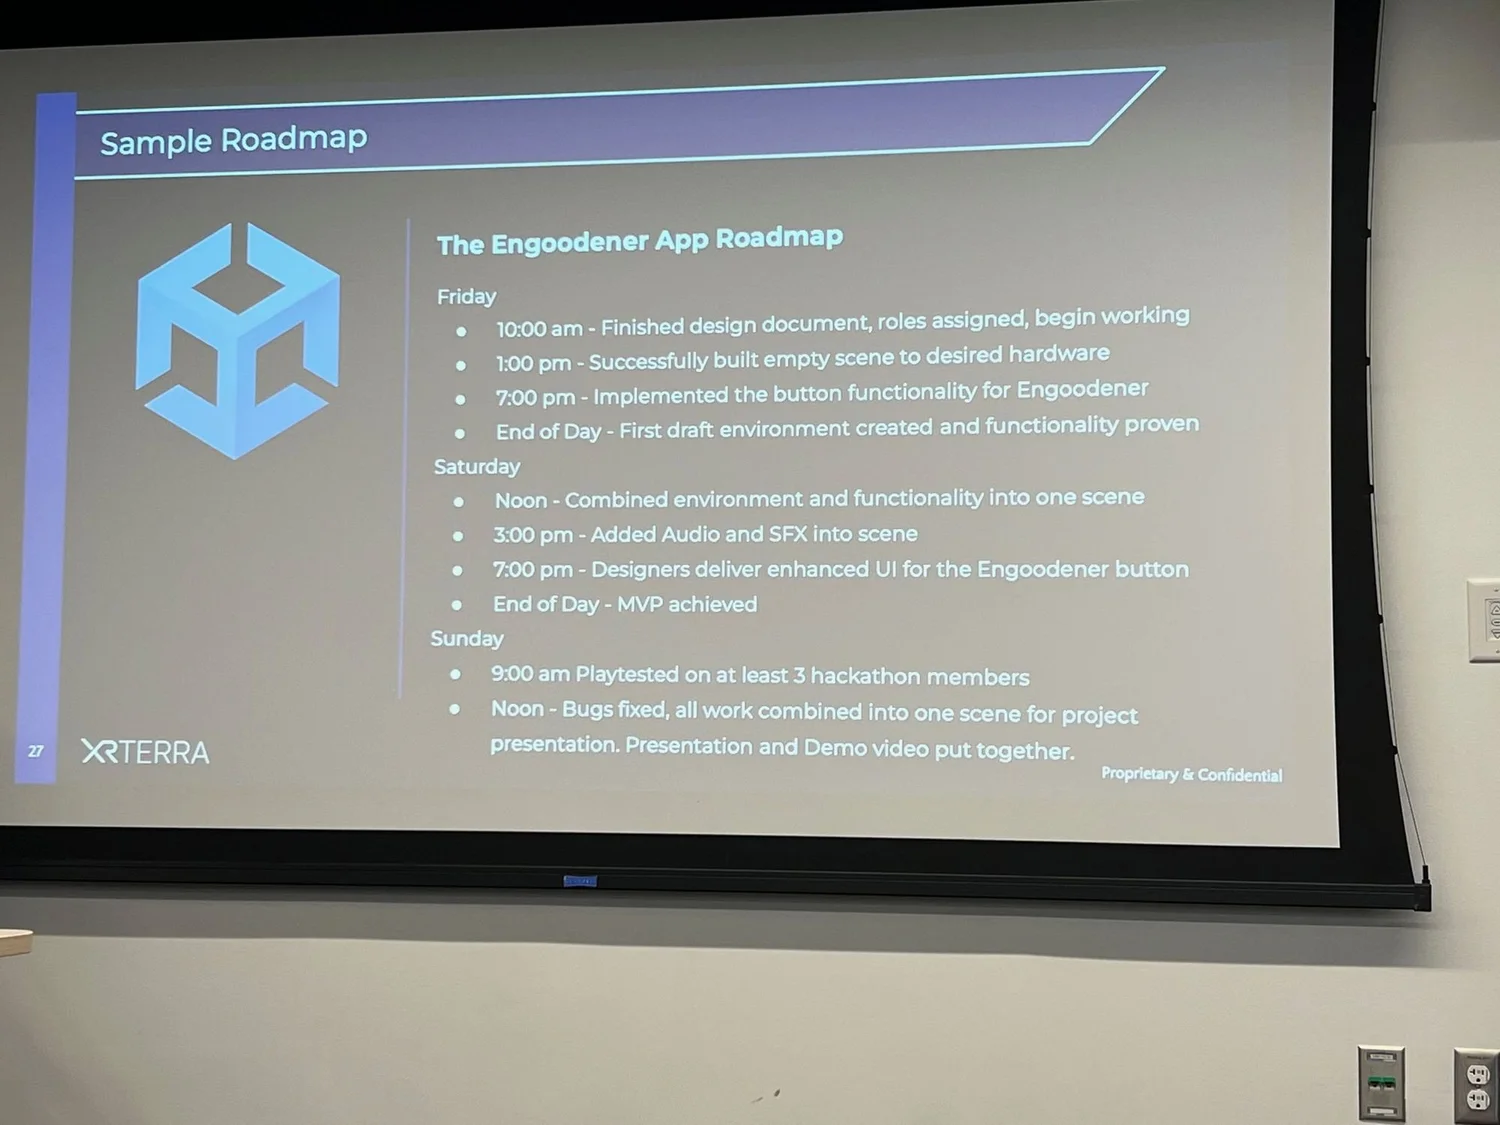 Sample Roadmap
The Engoodener App Roadmap
Friday
● 10:00 am - Finished design document, roles assigned, begin working
● 1:00 pm - Successfully built empty scene to desired hardware
● 7:00 pm - Implemented the button functionality for Engoodener
● End of Day - First draft environment created and functionality proven
Saturday
● Noon - Combined environment and functionality into one scene
● 3:00 pm - Added Audio and SFX into scene
● 7:00 pm - Designers deliver enhanced UI for the Engoodener button
● End of Day - MVP achieved
Sunday
● 9:00 am Playtested on at least 3 hackathon members
● Noon - Bugs fixed, all work combined into one scene for project
presentation. Presentation and Demo video put together.
27
XRTERRA
Proprietary & Confidential